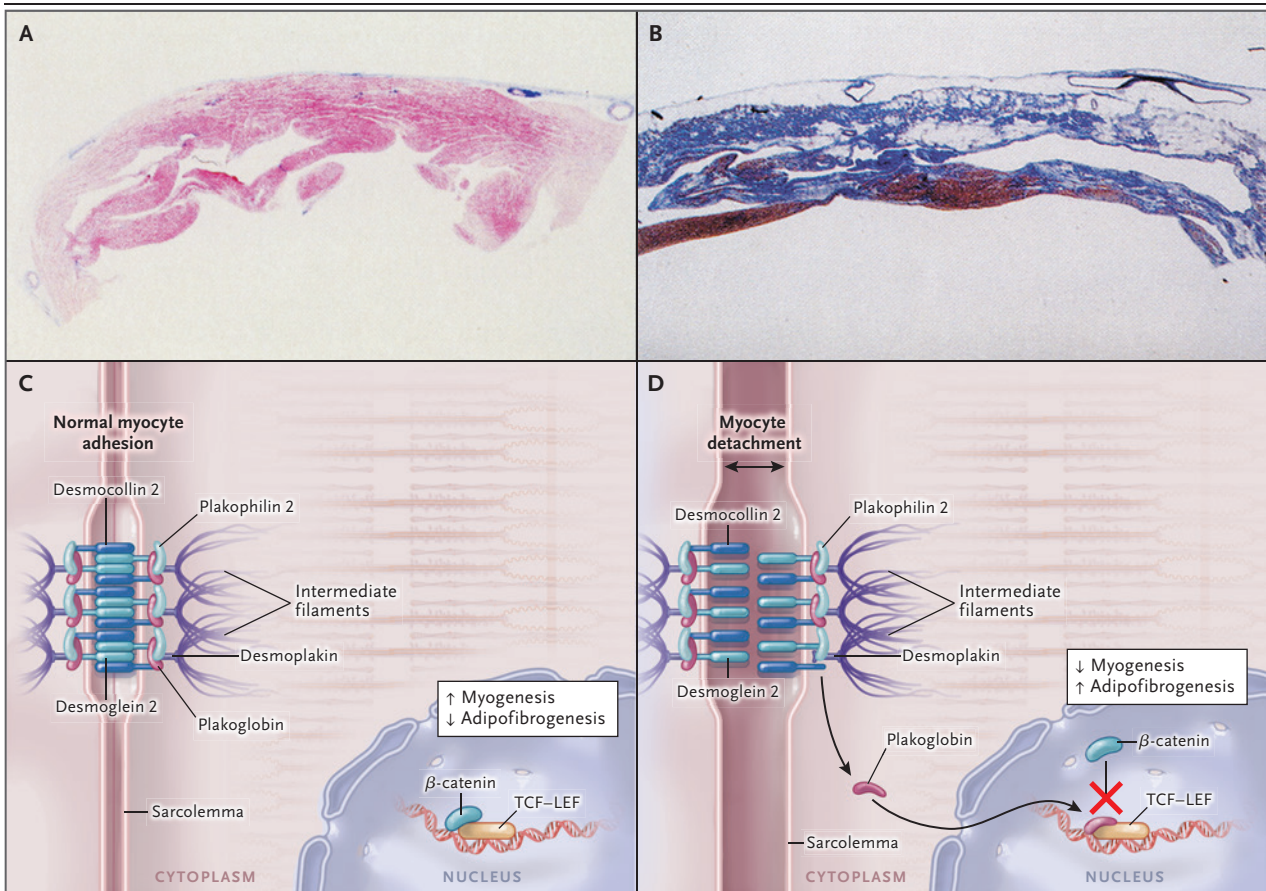 A
B
C
Normal myocyte
adhesion
Desmocollin 2
Plakophilin 2
Intermediate
filaments
Desmoplakin
Desmoglein 2
Plakoglobin
↑ Myogenesis
↓ Adipofibrogenesis
β-catenin
TCF–LEF
Sarcolemma
CYTOPLASM
NUCLEUS
D
Myocyte
detachment
Desmocollin 2
Plakophilin 2
Intermediate
filaments
Desmoplakin
Desmoglein 2
↓ Myogenesis
↑ Adipofibrogenesis
Plakoglobin
β-catenin
TCF–LEF
Sarcolemma
CYTOPLASM
NUCLEUS